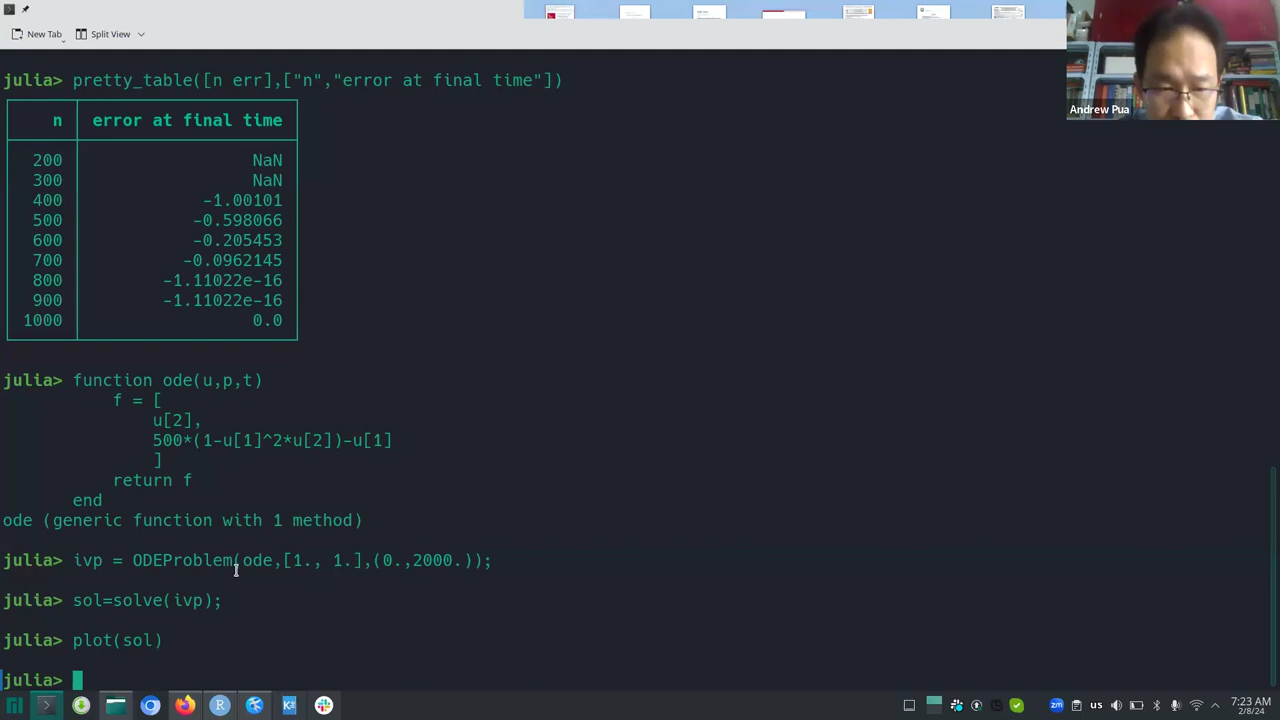 New Tab
Split View
julia> pretty_table([n err],["n","error at final time"])
n error at final time
200 NaN
300 NaN
400 -1.00101
500 -0.598066
600 -0.205453
700 -0.0962145
800 -1.11022e-16
900 -1.11022e-16
1000 0.0
julia> function ode(u,p,t)
f = [
u[2],
500*(1-u[1]^2*u[2])-u[1]
]
return f
end
ode (generic function with 1 method)
julia> ivp = ODEProblem(ode,[1., 1.],(0.,2000.));
julia> sol=solve(ivp);
julia> plot(sol)
julia>
Andrew Pua
zm
us
7:23 AM
2/8/24